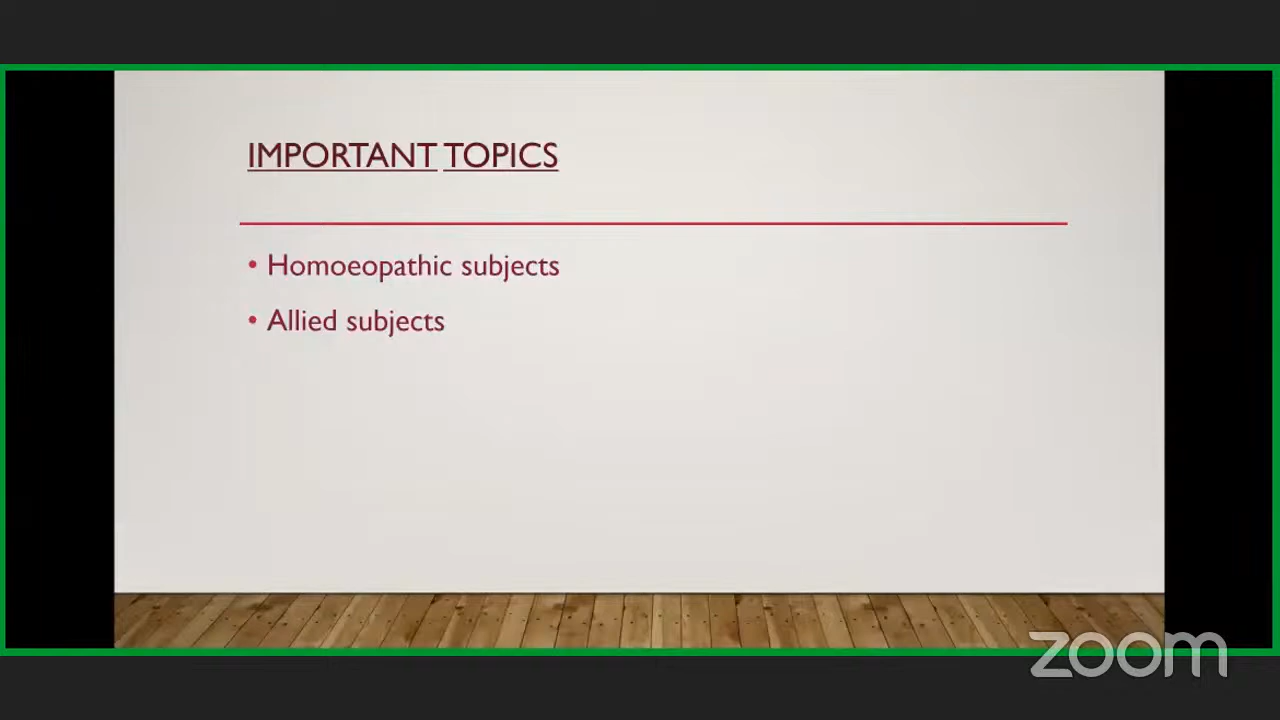 IMPORTANT TOPICS
• Homoeopathic subjects
• Allied subjects
zoom